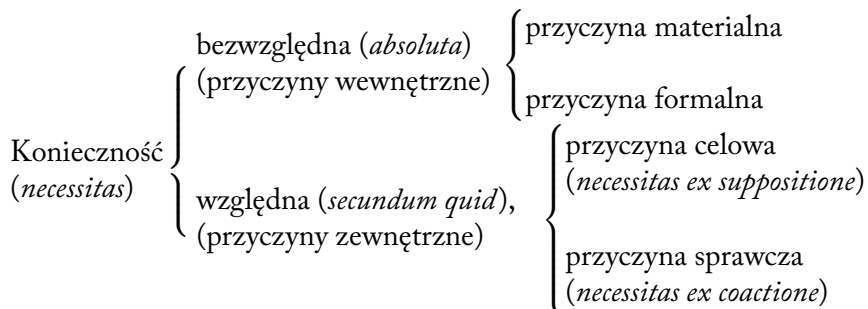 Konieczność
(necessitas)
bezwzględna (absoluta)
(przyczyny wewnętrzne)
przyczyna materialna
przyczyna formalna
względna (secundum quid),
(przyczyny zewnętrzne)
przyczyna celowa
(necessitas ex suppositione)
przyczyna sprawcza
(necessitas ex coactione)